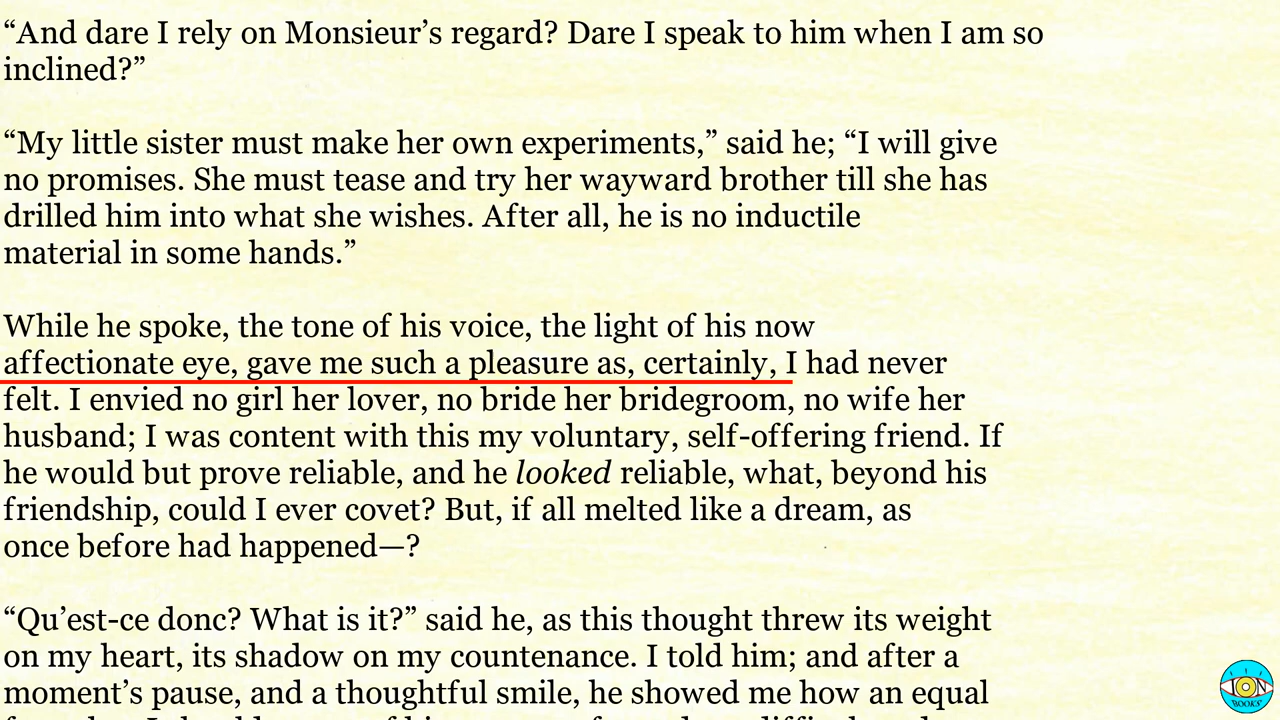 “And dare I rely on Monsieur’s regard? Dare I speak to him when I am so
inclined?”
“My little sister must make her own experiments,” said he; “I will give
no promises. She must tease and try her wayward brother till she has
drilled him into what she wishes. After all, he is no inductile
material in some hands.”
While he spoke, the tone of his voice, the light of his now
affectionate eye, gave me such a pleasure as, certainly, I had never
felt. I envied no girl her lover, no bride her bridegroom, no wife her
husband; I was content with this my voluntary, self-offering friend. If
he would but prove reliable, and he looked reliable, what, beyond his
friendship, could I ever covet? But, if all melted like a dream, as
once before had happened—?
“Qu’est-ce donc? What is it?” said he, as this thought threw its weight
on my heart, its shadow on my countenance. I told him; and after a
moment’s pause, and a thoughtful smile, he showed me how an equal
ION
BOOKS